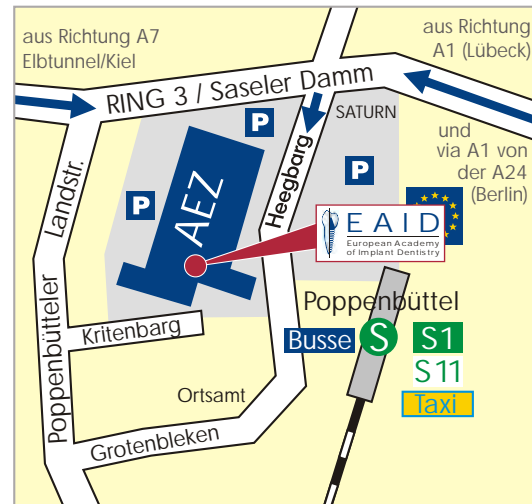 aus Richtung A7
Elbtunnel/Kiel
aus Richtung
A1 (Lübeck)
RING 3 / Saseler Damm
und
via A1 von
der A24
(Berlin)
SATURN
P
P
P
Heegbarg
AEZ
Landstr.
Poppenbütteler
EAID
European Academy
of Implant Dentistry
Poppenbüttel
Kritenbarg
Busse
S
S1
S11
Taxi
Ortsamt
Grotenbleken